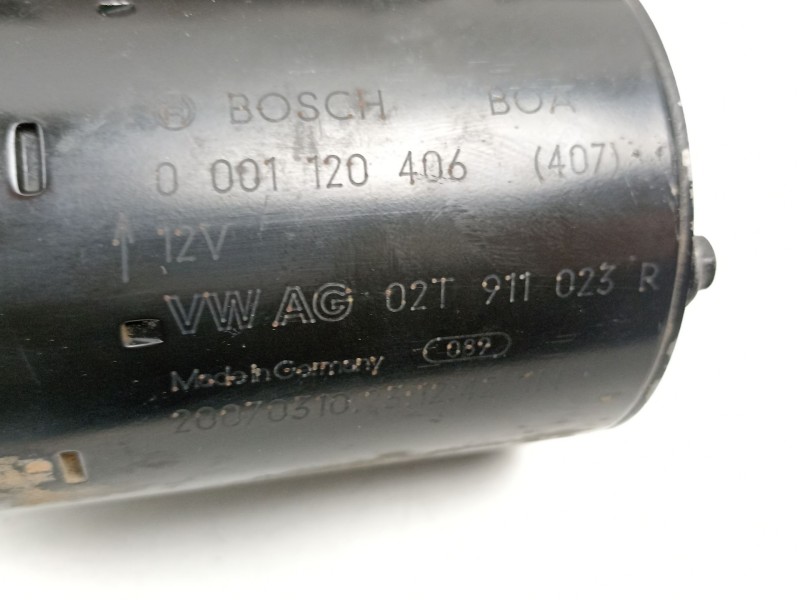 BOSCH BOA
0 001 120 406 (407)
12V
VW AG 02T 911 023 R
Made in Germany 089